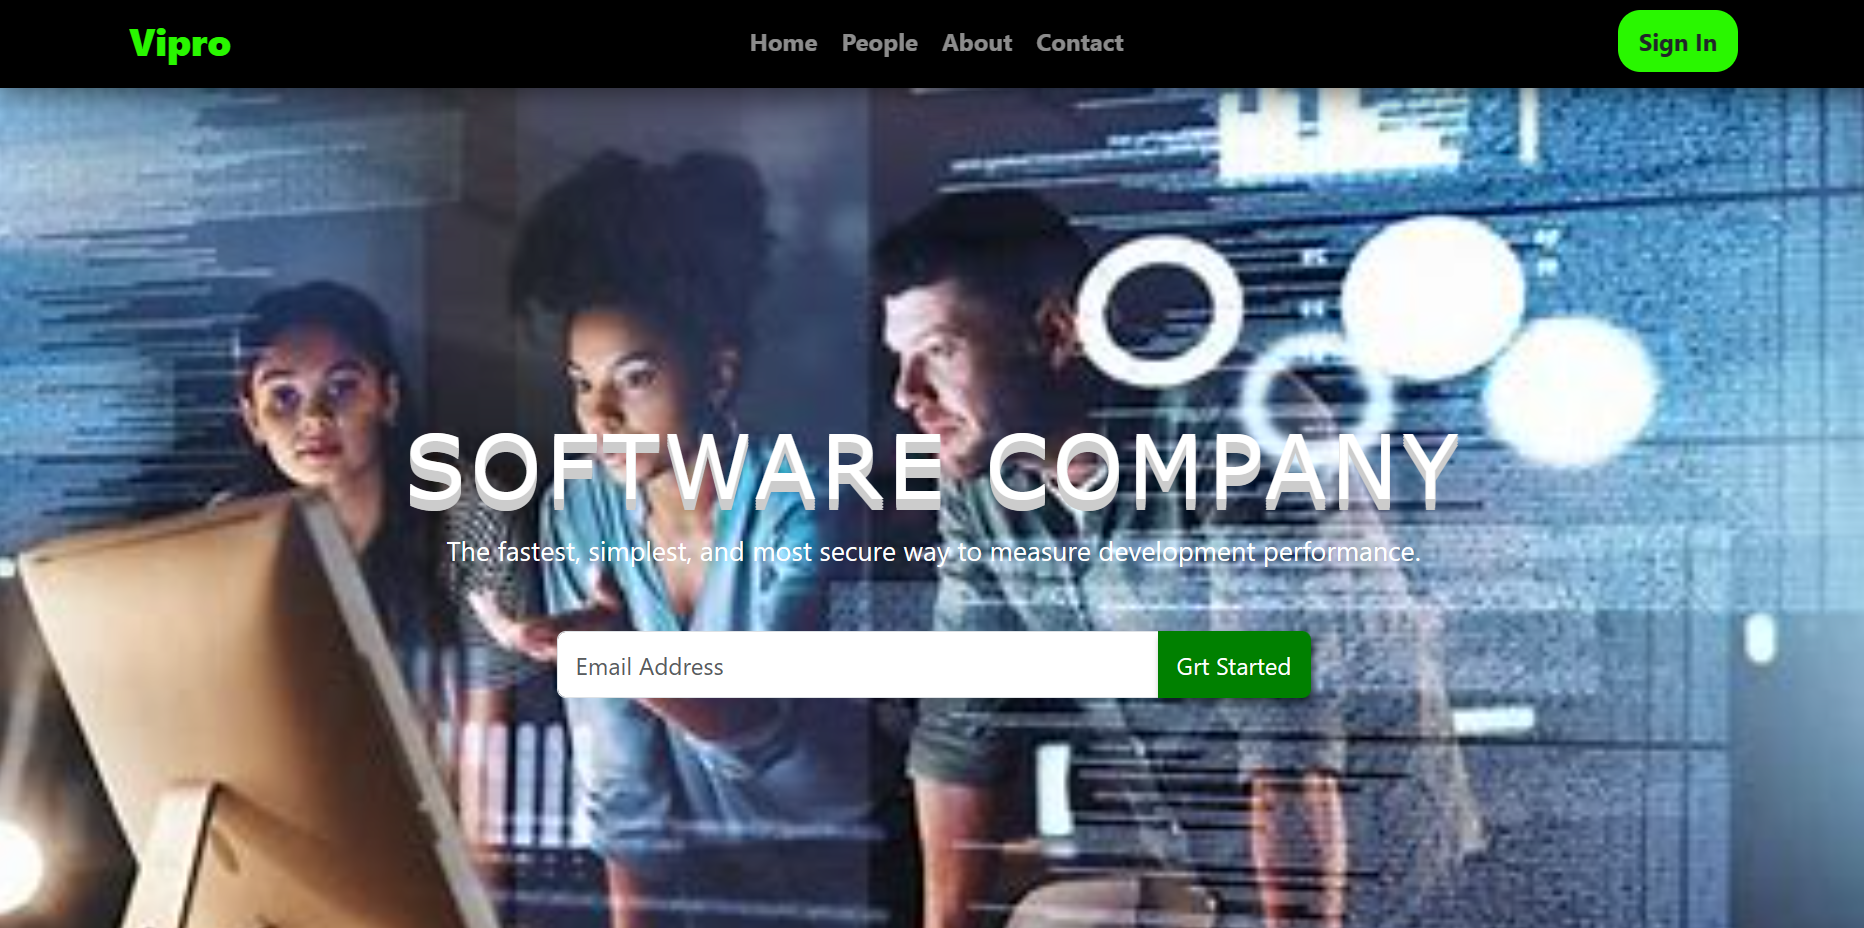 Vipro
Home People About Contact
Sign In
SOFTWARE COMPANY
The fastest, simplest, and most secure way to measure development performance.
Email Address
Grt Started